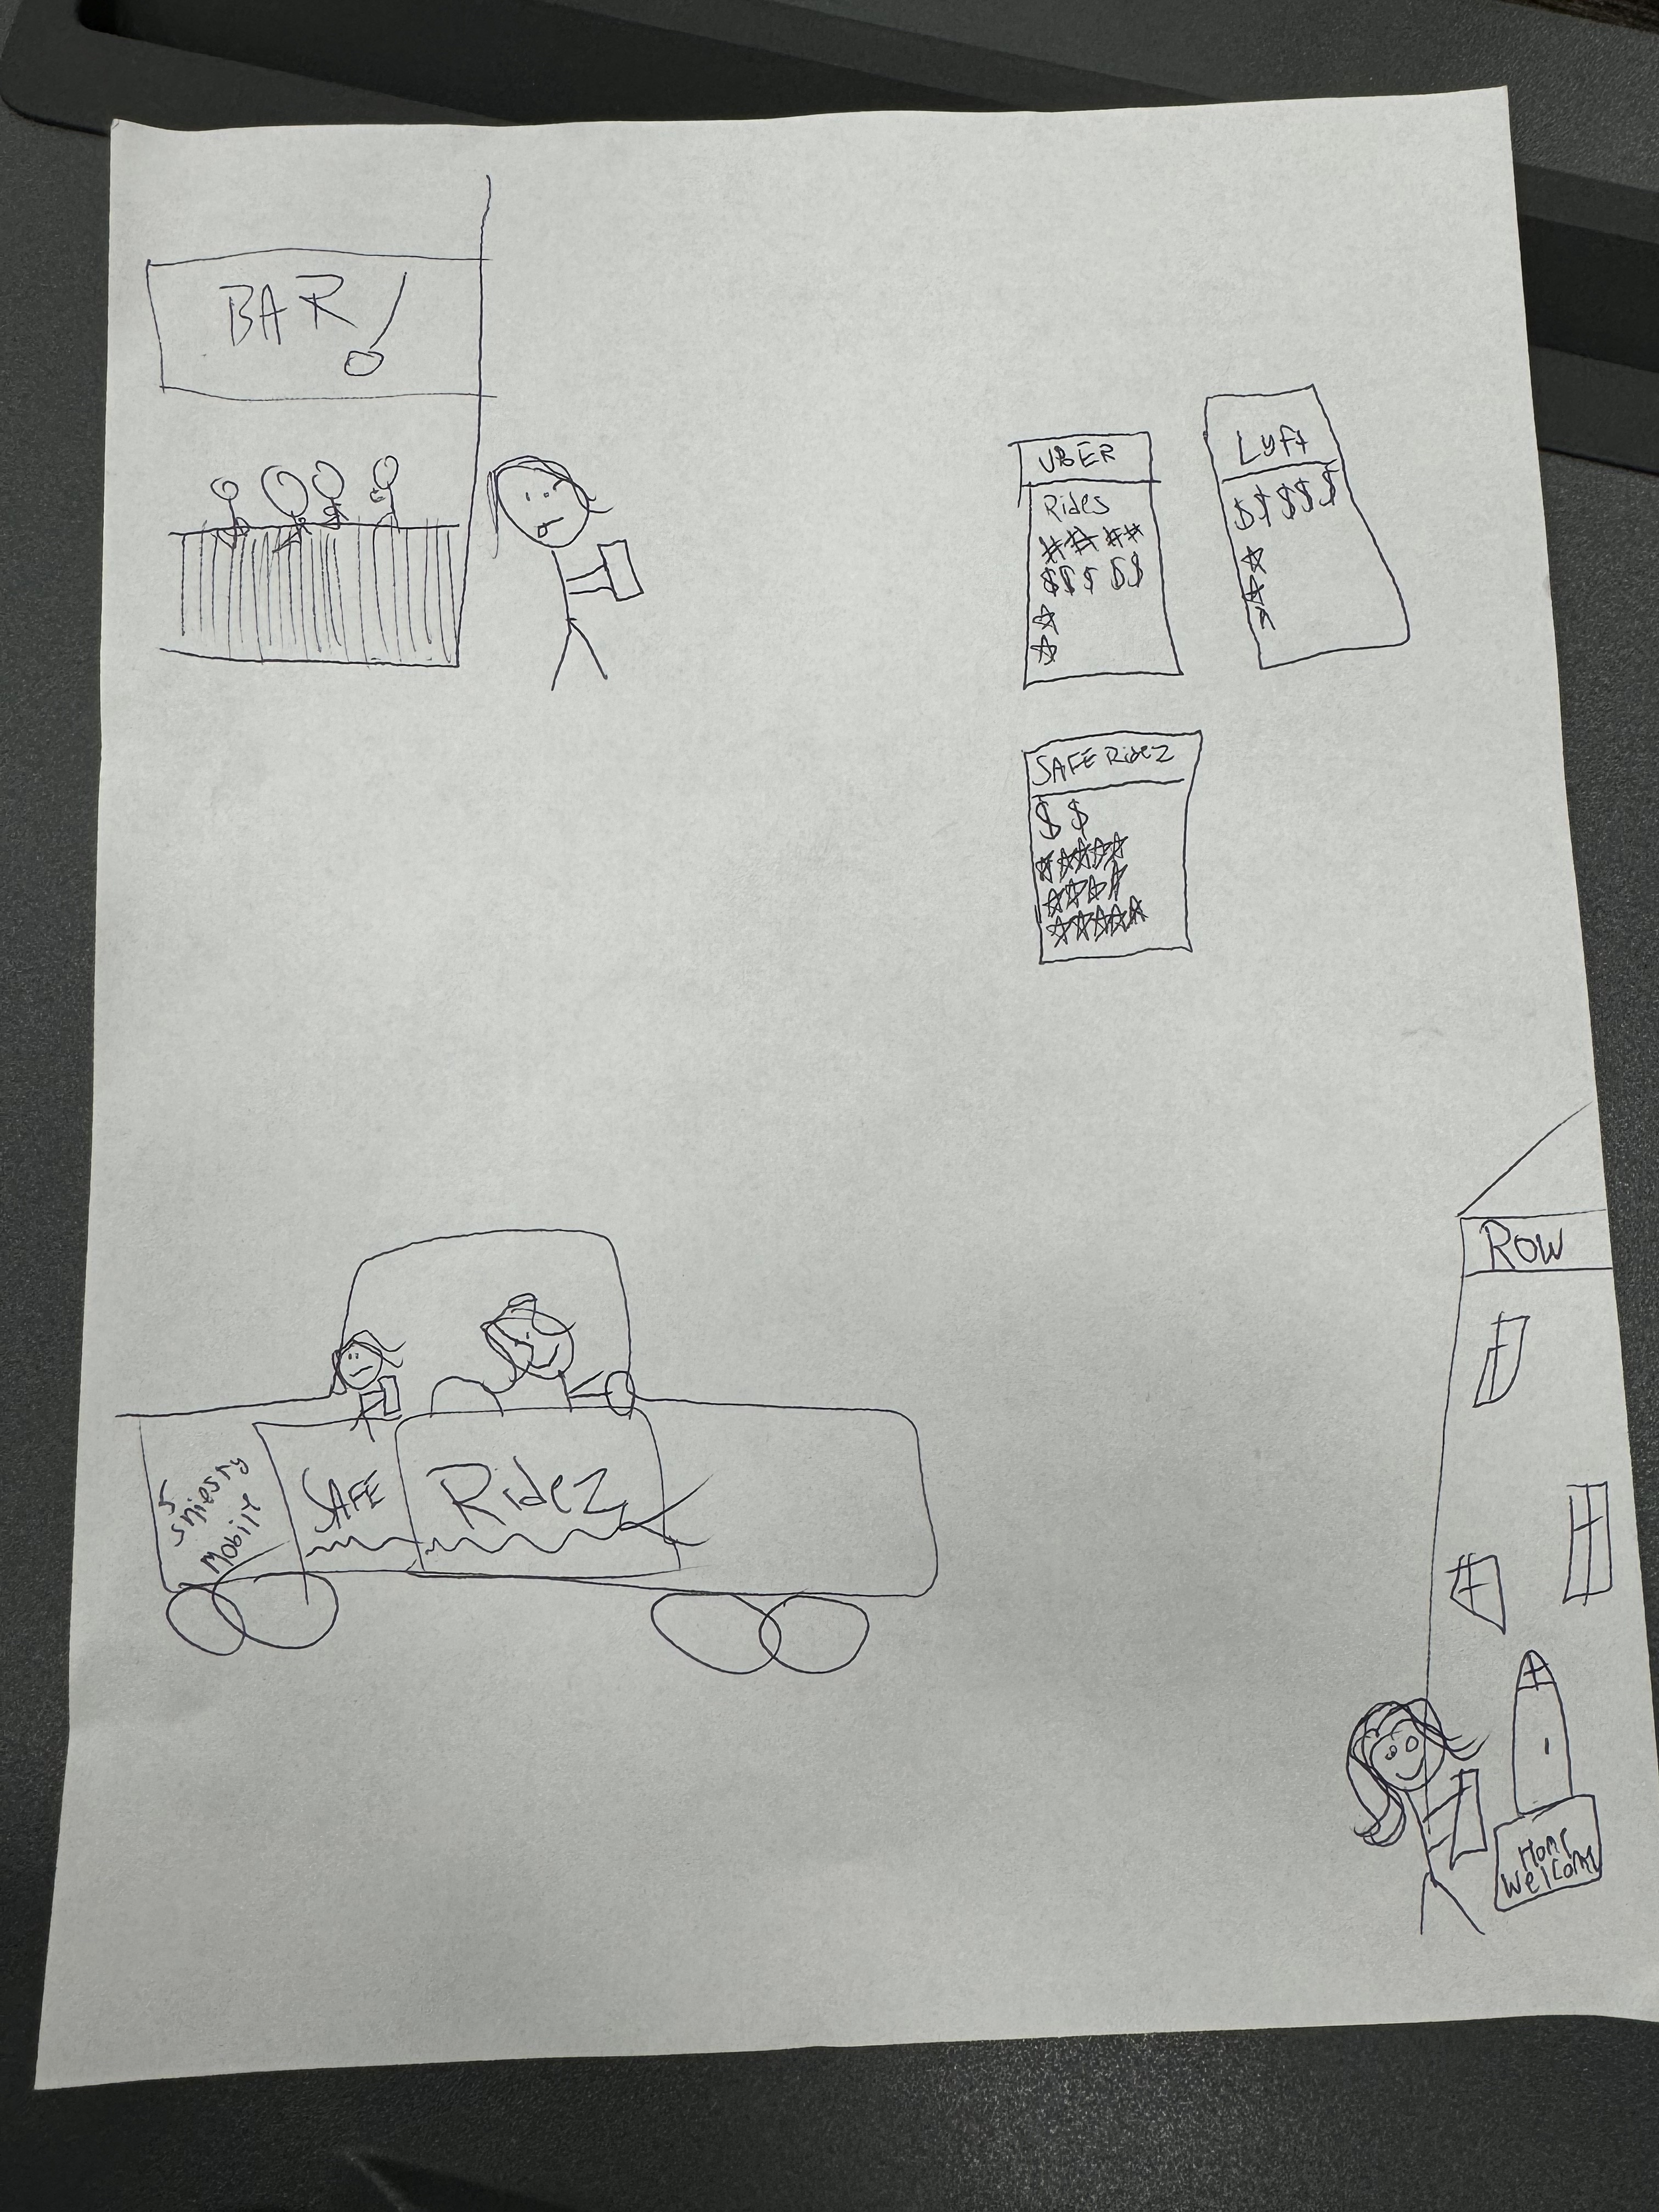 BAR!
UBER
Rides
####
$$$$$
Lyft
$$$$$
SAFE Ridez
$$
SAFE
Ridez
Row
Home
Welcome